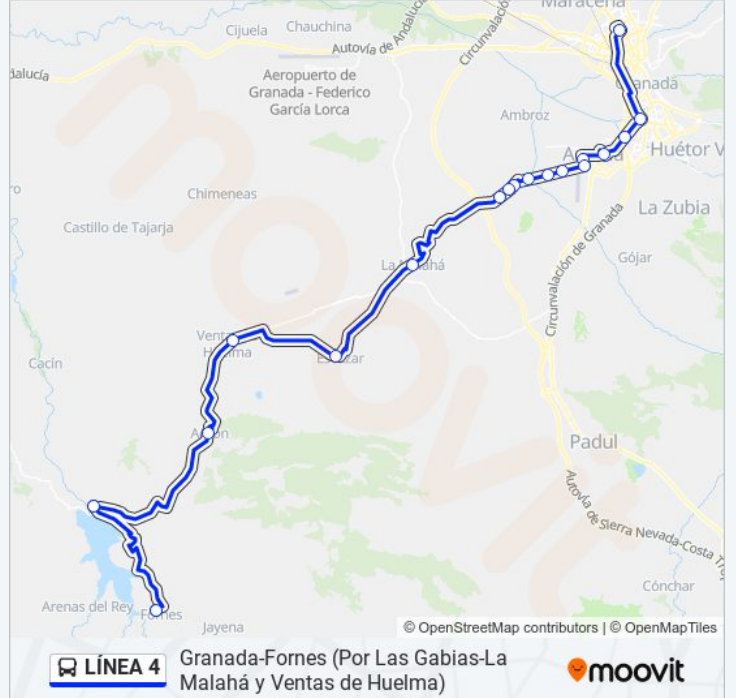 Maracena
Cijuela
Chauchina
Autovía de Andalucía
Circunvalación
Aeropuerto de
Granada - Federico
García Lorca
Granada
Ambroz
Huétor V
Chimeneas
La Zubia
Castillo de Tajarja
Gójar
Circunvalación de Granada
La Malahá
Cacín
Padul
Autovía de Sierra Nevada-Costa
Cónchar
Arenas del Rey
Fornes
Jayena
moovit
© OpenStreetMap contributors | © OpenMapTiles
LÍNEA 4
Granada-Fornes (Por Las Gabias-La
Malahá y Ventas de Huelma)
moovit